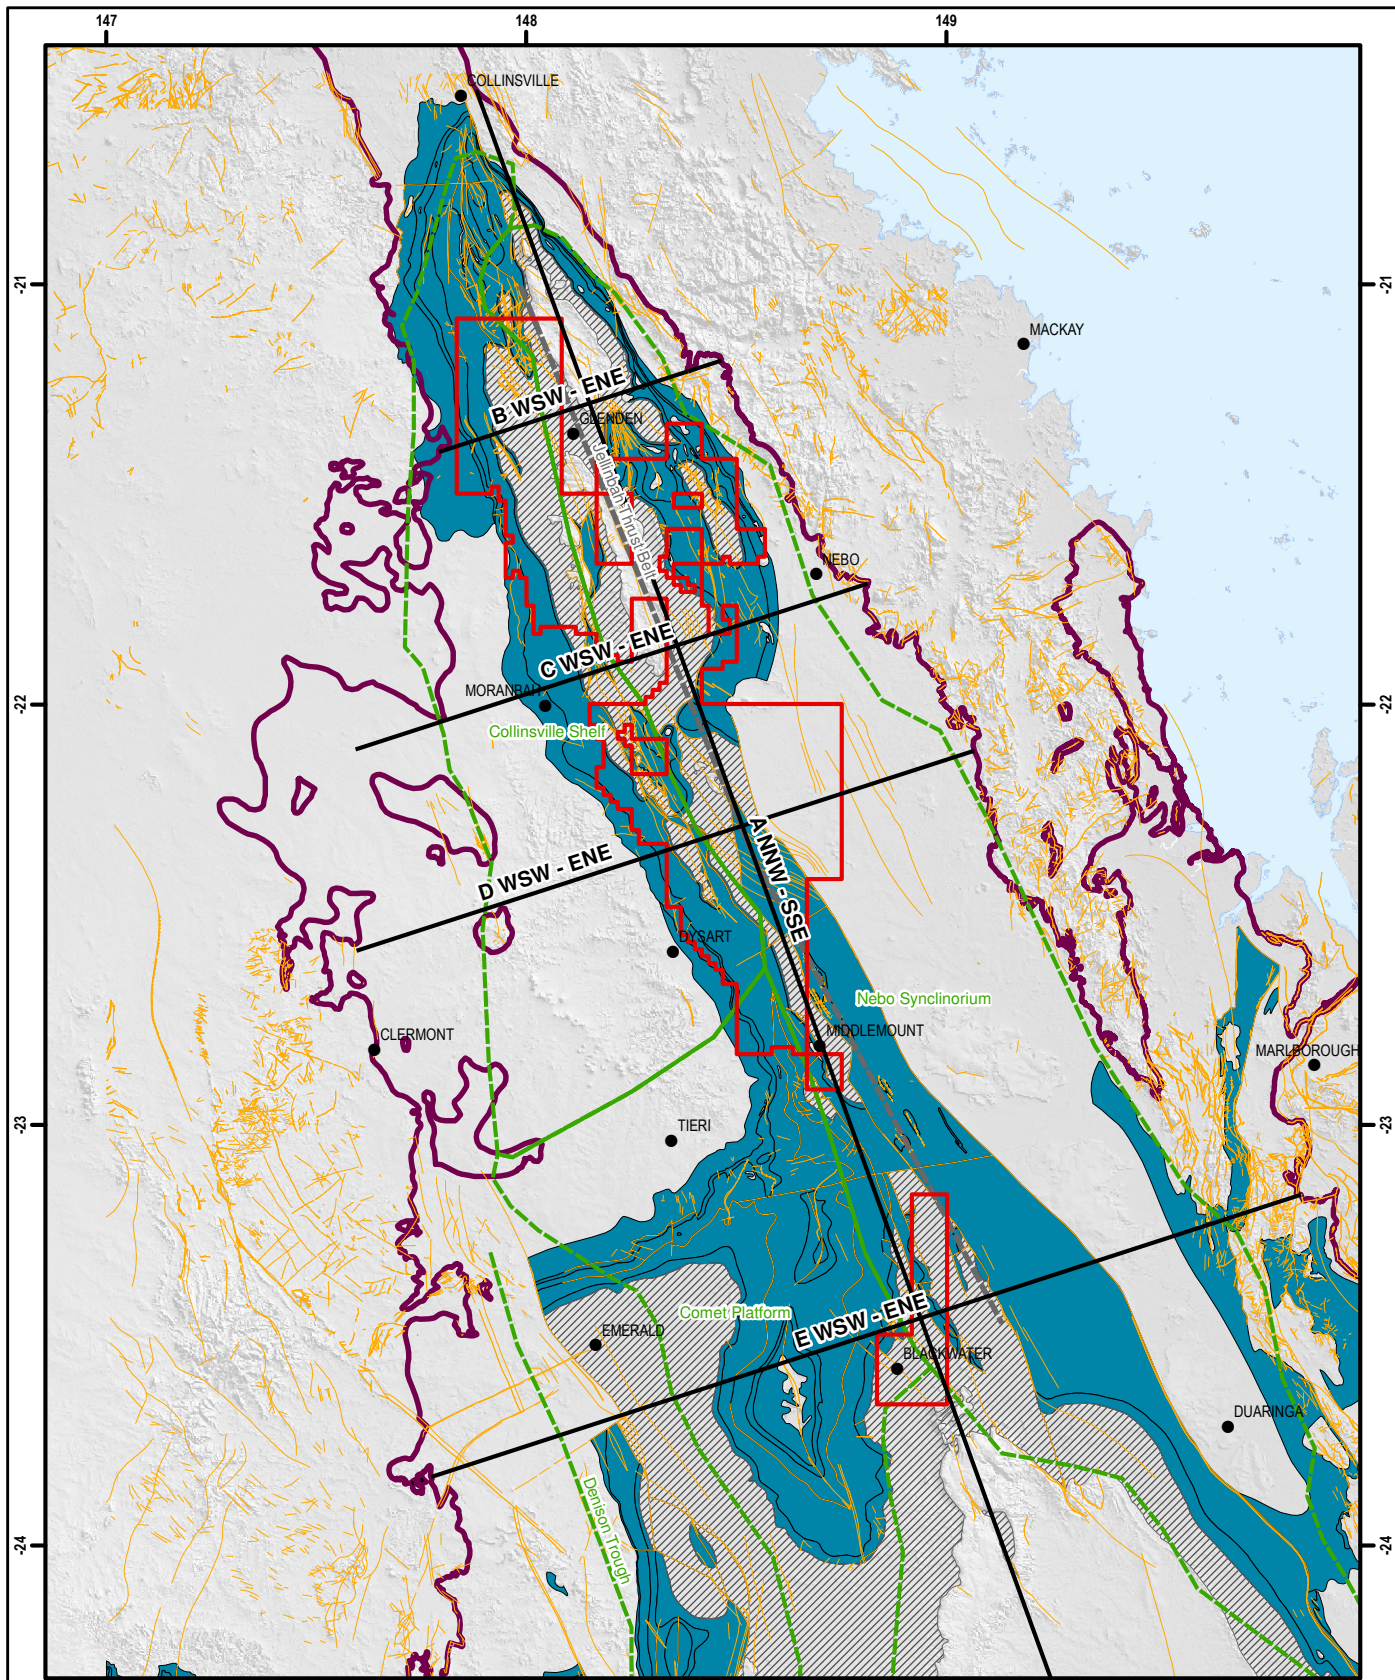 147
148
149
COLLINSVILLE
-21
-21
MACKAY
B WSW - ENE
GLENDEN
Jellinbah Thrust Belt
NEBO
C WSW - ENE
MORANBAH
-22
-22
Collinsville Shelf
A NNW - SSE
D WSW - ENE
DYSART
Nebo Synclinorium
MIDDLEMOUNT
CLERMONT
MARLBOROUGH
-23
-23
TIERI
Comet Platform
E WSW - ENE
EMERALD
BLACKWATER
DUARINGA
Denison Trough
-24
-24